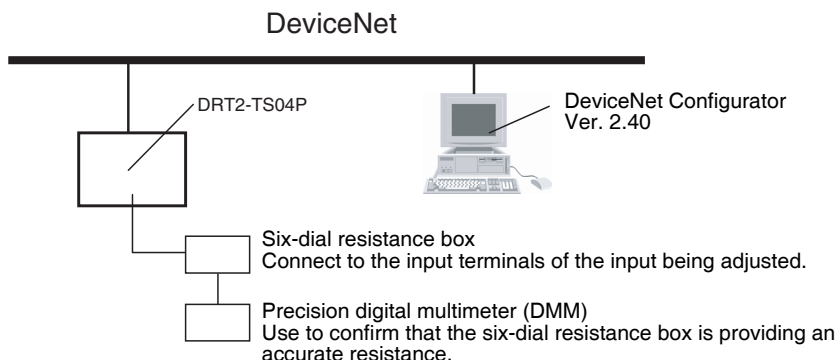 DeviceNet
DRT2-TS04P
DeviceNet Configurator
Ver. 2.40
Six-dial resistance box
Connect to the input terminals of the input being adjusted.
Precision digital multimeter (DMM)
Use to confirm that the six-dial resistance box is providing an
accurate resistance.